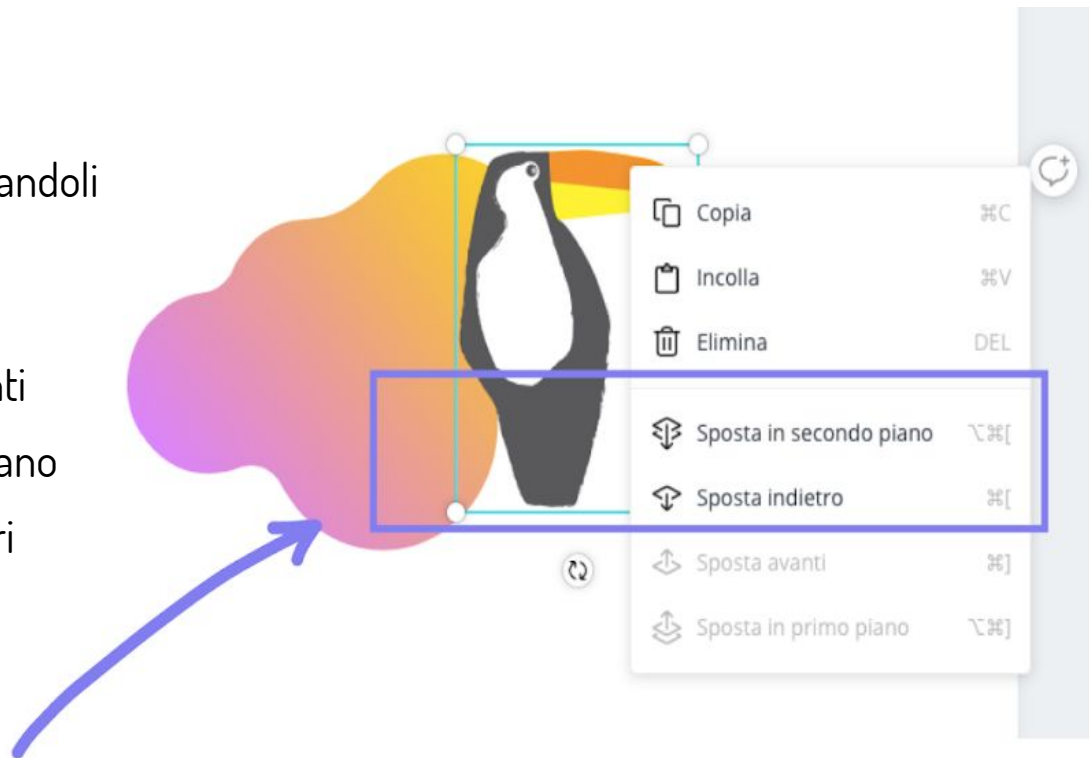 andoli
Copia ⌘C
Incolla ⌘V
Elimina DEL
ti
Sposta in secondo piano ⌥⌘[
ano
Sposta indietro ⌘[
ri
Sposta avanti ⌘]
Sposta in primo piano ⌥⌘]